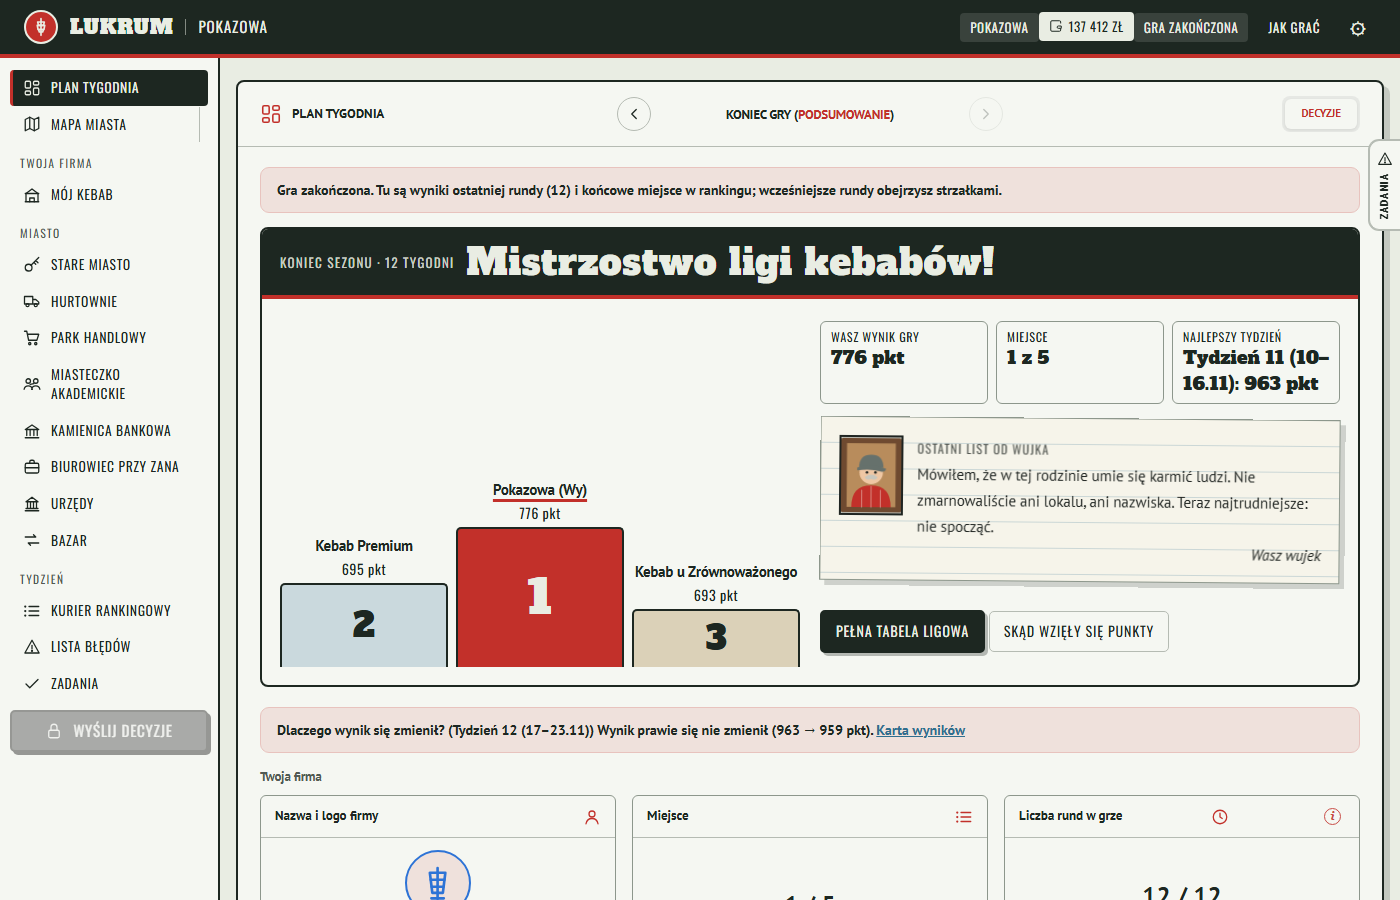 LUKRUM
POKAZOWA
POKAZOWA
137 412 ZŁ
GRA ZAKOŃCZONA
JAK GRAĆ
PLAN TYGODNIA
MAPA MIASTA
TWOJA FIRMA
MÓJ KEBAB
MIASTO
STARE MIASTO
HURTOWNIE
PARK HANDLOWY
MIASTECZKO
AKADEMICKIE
KAMIENICA BANKOWA
BIUROWIEC PRZY ZANA
URZĘDY
BAZAR
TYDZIEŃ
KURIER RANKINGOWY
LISTA BŁĘDÓW
ZADANIA
WYŚLIJ DECYZJE
PLAN TYGODNIA
KONIEC GRY (PODSUMOWANIE)
DECYZJE
ZADANIA
Gra zakończona. Tu są wyniki ostatniej rundy (12) i końcowe miejsce w rankingu; wcześniejsze rundy obejrzysz strzałkami.
KONIEC SEZONU · 12 TYGODNI
Mistrzostwo ligi kebabów!
Pokazowa (Wy)
776 pkt
Kebab Premium
695 pkt
Kebab u Zrównoważonego
693 pkt
1
2
3
WASZ WYNIK GRY
776 pkt
MIEJSCE
1 z 5
NAJLEPSZY TYDZIEŃ
Tydzień 11 (10–
16.11): 963 pkt
OSTATNI LIST OD WUJKA
Mówiłem, że w tej rodzinie umie się karmić ludzi. Nie
zmarnowaliście ani lokalu, ani nazwiska. Teraz najtrudniejsze:
nie spocząć.
Wasz wujek
PEŁNA TABELA LIGOWA
SKĄD WZIĘŁY SIĘ PUNKTY
Dlaczego wynik się zmienił? (Tydzień 12 (17–23.11)) Wynik prawie się nie zmienił (963 → 959 pkt). Karta wyników
Twoja firma
Nazwa i logo firmy
Miejsce
Liczba rund w grze
1 / 5
12 / 12